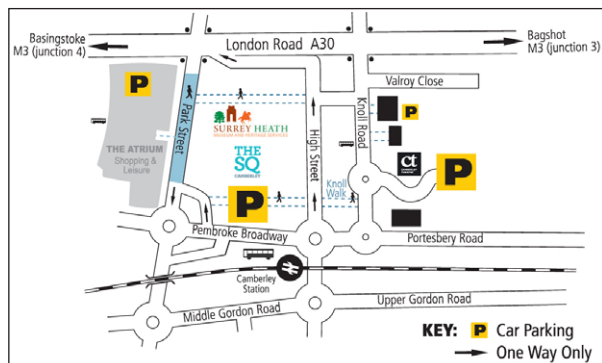 Basingstoke
M3 (junction 4)
London Road A30
Bagshot
M3 (junction 3)
Valroy Close
P
Park Street
SURREY HEATH
High Street
Knoll Road
P
THE ATRIUM
Shopping &
Leisure
THE
SQ
CAMBERLEY
ct
P
Knoll
Walk
P
Pembroke Broadway
Portesbery Road
Camberley
Station
Middle Gordon Road
Upper Gordon Road
KEY: P Car Parking
One Way Only